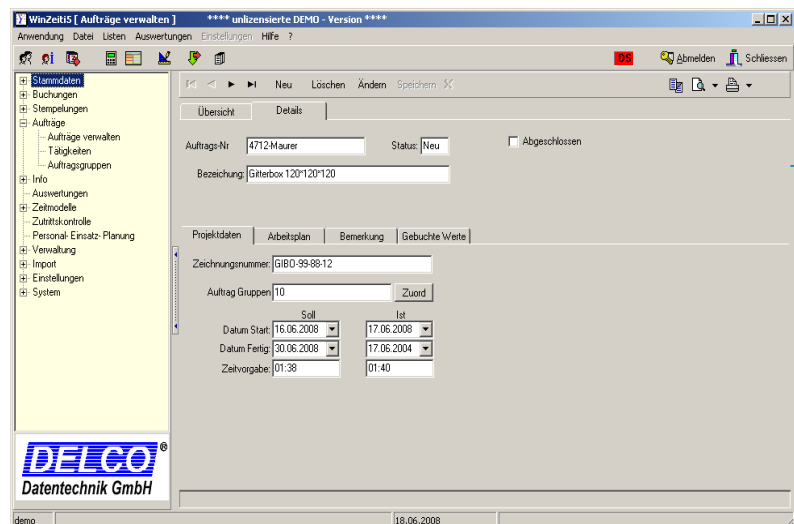 WinZeiti5 [ Aufträge verwalten ] **** unlizensierte DEMO - Version ****
Anwendung Datei Listen Auswertungen Einstellungen Hilfe ?
DS Abmelden Schliessen
Stammdaten
Buchungen
Stempelungen
Aufträge
Aufträge verwalten
Tätigkeiten
Auftragsgruppen
Info
Auswertungen
Zeitmodelle
Zutrittskontrolle
Personal- Einsatz- Planung
Verwaltung
Import
Einstellungen
System
DELCO®
Datentechnik GmbH
Neu Löschen Ändern Speichern
Übersicht Details
Auftrags-Nr 4712-Maurer Status: Neu Abgeschlossen
Bezeichung: Gitterbox 120*120*120
Projektdaten Arbeitsplan Bemerkung Gebuchte Werte
Zeichnungsnummer: GIBO-99-88-12
Auftrag Gruppen 10 Zuord
Soll Ist
Datum Start: 16.06.2008 17.06.2008
Datum Fertig: 30.06.2008 17.06.2004
Zeitvorgabe: 01:38 01:40
demo 18.06.2008